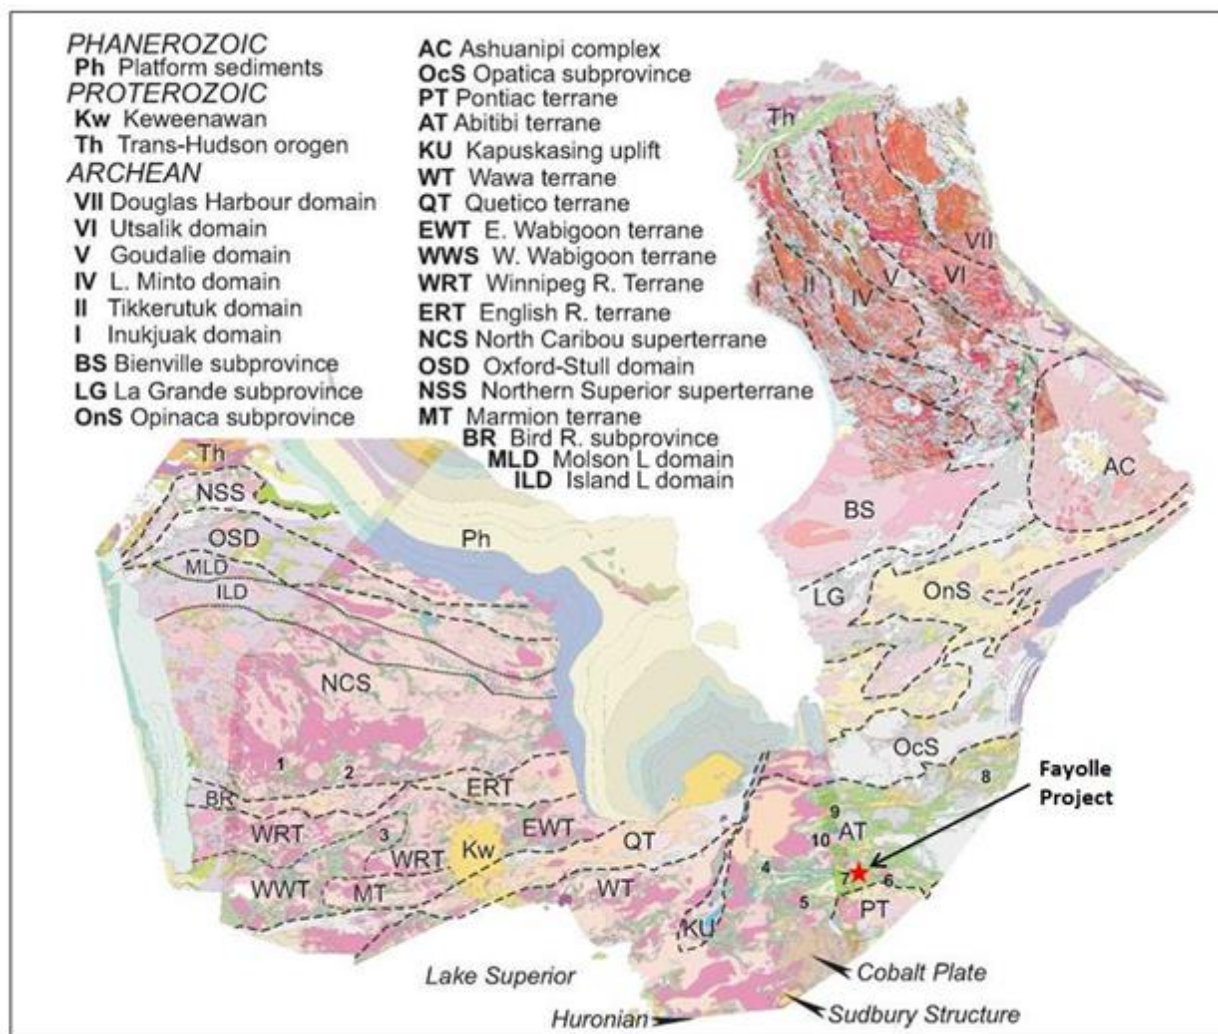 PHANEROZOIC
Ph Platform sediments
PROTEROZOIC
Kw Keweenawan
Th Trans-Hudson orogen
ARCHEAN
VII Douglas Harbour domain
VI Utsalik domain
V Goudalie domain
IV L. Minto domain
II Tikkerutuk domain
I Inukjuak domain
BS Bienville subprovince
LG La Grande subprovince
OnS Opinaca subprovince
AC Ashuanipi complex
OcS Opatica subprovince
PT Pontiac terrane
AT Abitibi terrane
KU Kapuskasing uplift
WT Wawa terrane
QT Quetico terrane
EWT E. Wabigoon terrane
WWS W. Wabigoon terrane
WRT Winnipeg R. Terrane
ERT English R. terrane
NCS North Caribou superterrane
OSD Oxford-Stull domain
NSS Northern Superior superterrane
MT Marmion terrane
BR Bird R. subprovince
MLD Molson L domain
ILD Island L domain
Th
VII
VI
V
IV
II
I
AC
BS
LG
OnS
OcS
Th
NSS
OSD
MLD
ILD
Ph
NCS
1
2
BR
ERT
WRT
3
WRT
EWT
Kw
QT
WWT
MT
WT
KU
8
9
10
AT
4
7
6
5
PT
Fayolle
Project
Lake Superior
Cobalt Plate
Huronian
Sudbury Structure